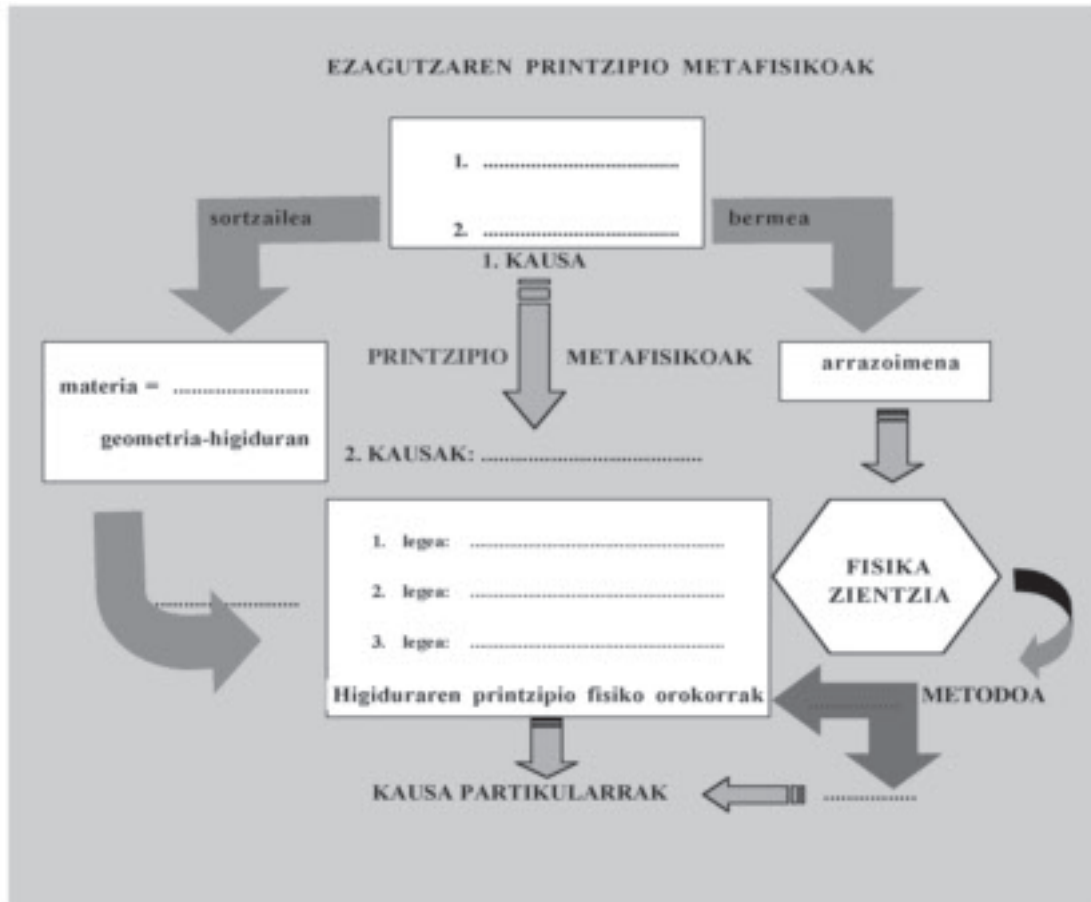 EZAGUTZAREN PRINTZIPIO METAFISIKOAK
1. ........................................
2. ........................................
sortzailea
bermea
1. KAUSA
PRINTZIPIO METAFISIKOAK
arrazoimena
materia = ............................
geometria-higiduran
2. KAUSAK: ........................................
1. legea: ........................................
2. legea: ........................................
3. legea: ........................................
Higiduraren printzipio fisiko orokorrak
FISIKA
ZIENTZIA
METODOA
KAUSA PARTIKULARRAK